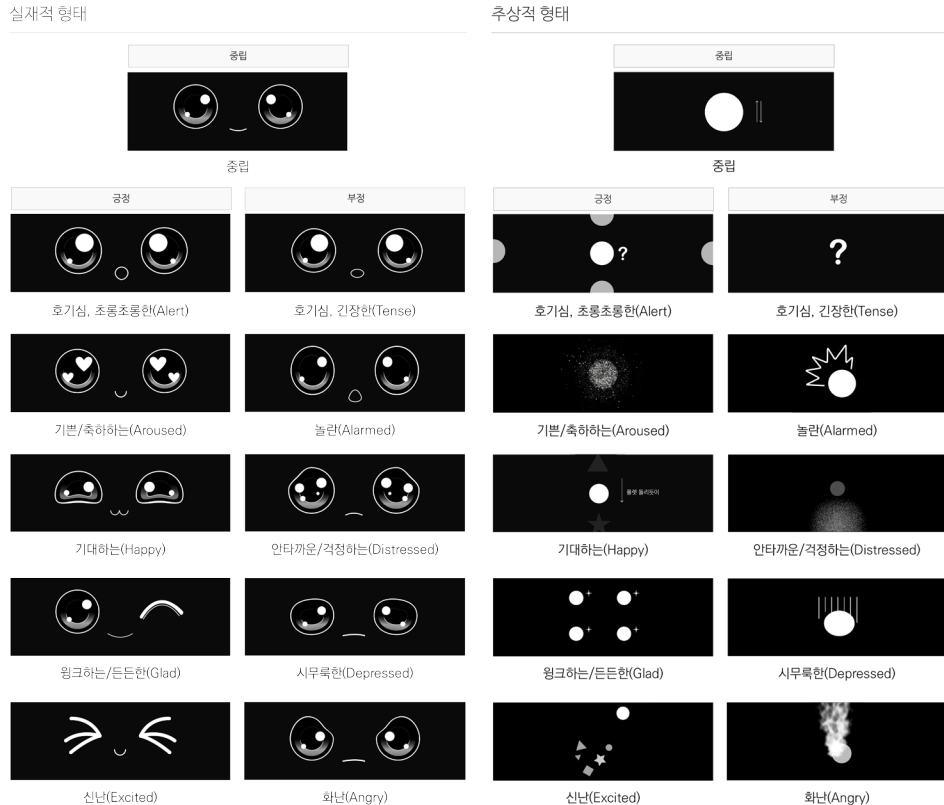 실재적 형태
중립
중립
긍정
부정
호기심, 초롱초롱한(Alert)
호기심, 긴장한(Tense)
기쁜/축하하는(Aroused)
놀란(Alarmed)
기대하는(Happy)
안타까운/걱정하는(Distressed)
윙크하는/든든한(Glad)
시무룩한(Depressed)
신난(Excited)
화난(Angry)
추상적 형태
중립
중립
긍정
부정
?
?
호기심, 초롱초롱한(Alert)
호기심, 긴장한(Tense)
기쁜/축하하는(Aroused)
놀란(Alarmed)
룰렛 돌리듯이
기대하는(Happy)
안타까운/걱정하는(Distressed)
윙크하는/든든한(Glad)
시무룩한(Depressed)
신난(Excited)
화난(Angry)